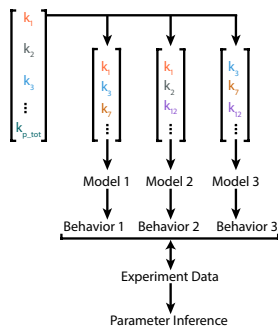 k1
k2
k3
...
kp_tot
k1
k3
k7
...
k1
k2
k12
...
k3
k7
k12
...
Model 1 Model 2 Model 3
Behavior 1 Behavior 2 Behavior 3
Experiment Data
Parameter Inference